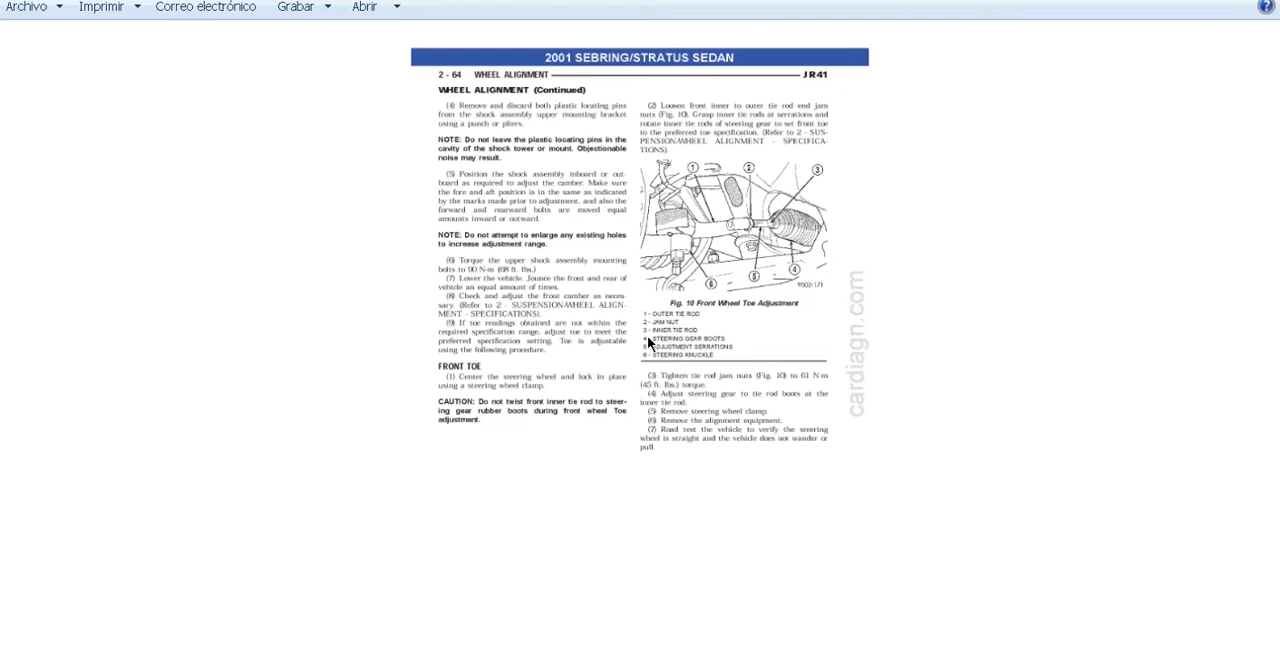 Archivo Imprimir Correo electrónico Grabar Abrir
2001 SEBRING/STRATUS SEDAN
2 - 64 WHEEL ALIGNMENT JR41
WHEEL ALIGNMENT (Continued)
(4) Remove and discard both plastic locating pins
from the shock assembly upper mounting bracket
using a punch or pliers.
NOTE: Do not leave the plastic locating pins in the
cavity of the shock tower or mount. Objectionable
noise may result.
(5) Position the shock assembly inboard or out-
board as required to adjust the camber. Make sure
the fore and aft position is in the same as indicated
by the marks made prior to adjustment, and also the
forward and rearward bolts are moved equal
amounts inward or outward.
NOTE: Do not attempt to enlarge any existing holes
to increase adjustment range.
(6) Torque the upper shock assembly mounting
bolts to 90 N·m (68 ft. lbs.)
(7) Lower the vehicle. Jounce the front and rear of
vehicle an equal amount of times.
(8) Check and adjust the front camber as neces-
sary. (Refer to 2 - SUSPENSION/WHEEL ALIGN-
MENT - SPECIFICATIONS).
(9) If toe readings obtained are not within the
required specification range, adjust toe to meet the
preferred specification setting. Toe is adjustable
using the following procedure.
FRONT TOE
(1) Center the steering wheel and lock in place
using a steering wheel clamp.
CAUTION: Do not twist front inner tie rod to steer-
ing gear rubber boots during front wheel Toe
adjustment.
(2) Loosen front inner to outer tie rod end jam
nuts (Fig. 10). Grasp inner tie rods at serrations and
rotate inner tie rods of steering gear to set front toe
to the preferred toe specification. (Refer to 2 - SUS-
PENSION/WHEEL ALIGNMENT - SPECIFICA-
TIONS).
1 2 3
4
5
6
9502-171
Fig. 10 Front Wheel Toe Adjustment
1 - OUTER TIE ROD
2 - JAM NUT
3 - INNER TIE ROD
4 - STEERING GEAR BOOTS
5 - ADJUSTMENT SERRATIONS
6 - STEERING KNUCKLE
(3) Tighten tie rod jam nuts (Fig. 10) to 61 N·m
(45 ft. lbs.) torque.
(4) Adjust steering gear to tie rod boots at the
inner tie rod.
(5) Remove steering wheel clamp.
(6) Remove the alignment equipment.
(7) Road test the vehicle to verify the steering
wheel is straight and the vehicle does not wander or
pull.
cardiagn.com